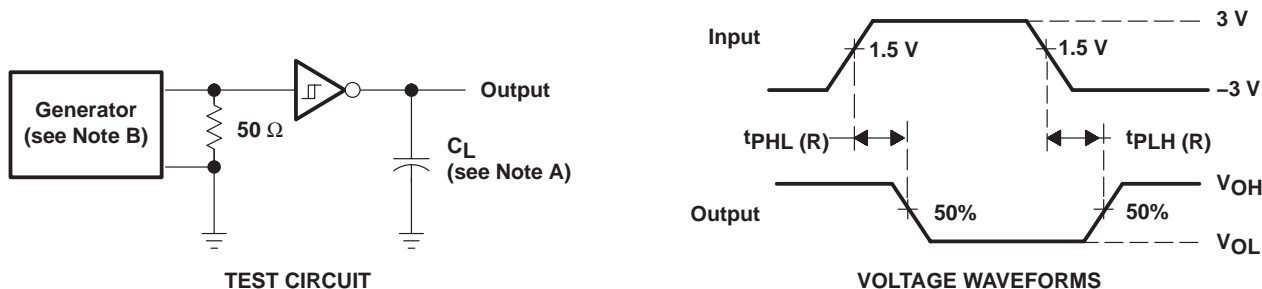 Generator
(see Note B)
50 Ω
Output
CL
(see Note A)
TEST CIRCUIT
Input
1.5 V
1.5 V
3 V
–3 V
tPHL (R)
tPLH (R)
Output
50%
50%
VOH
VOL
VOLTAGE WAVEFORMS